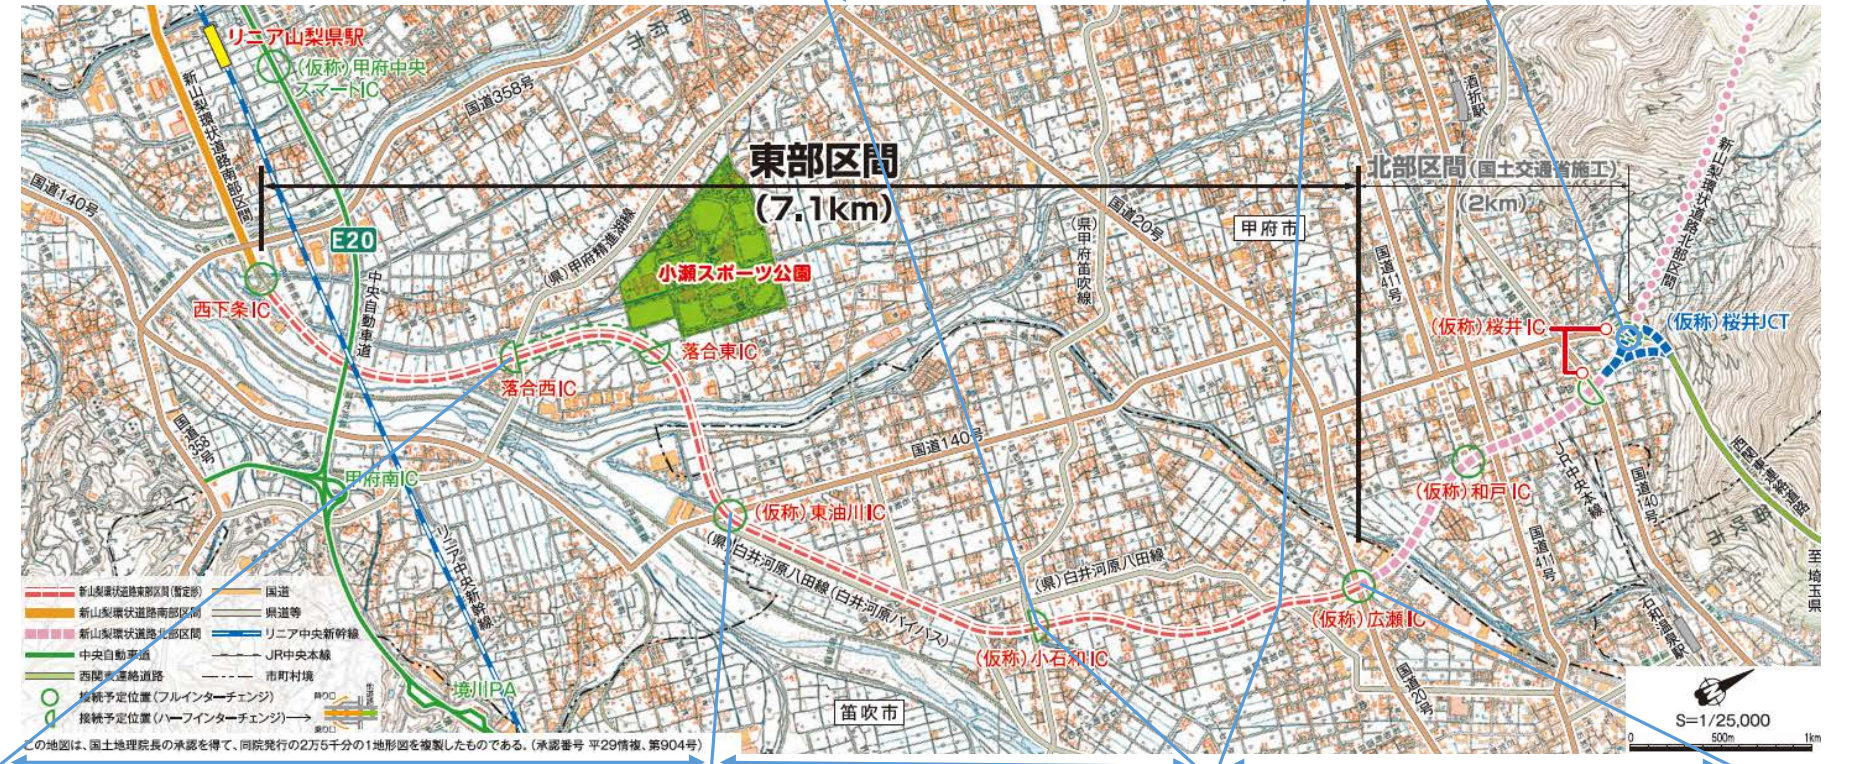 リニア山梨県駅
(仮称)甲府中央
スマートIC
新山梨環状道路南部区間
国道358号
甲府市
国道140号
東部区間
(7.1km)
北部区間(国土交通省施工)
(2km)
酒折駅
新山梨環状道路北部区間
E20
中央自動車道
(県)甲府精進湖線
小瀬スポーツ公園
(県)甲府笛吹線
国道20号
甲府市
国道411号
西下条IC
落合西IC
落合東IC
(仮称)桜井IC
(仮称)桜井JCT
国道358号
甲府南IC
国道140号
(仮称)東油川IC
(仮称)和戸IC
JR中央本線
国道140号
西関東連絡道路
至 埼玉県
国道411号
リニア中央新幹線
(県)白井河原八田線(白井河原バイパス)
(県)白井河原八田線
(仮称)小石和IC
(仮称)広瀬IC
石和温泉駅
国道20号
笛吹市
境川PA
新山梨環状道路東部区間(暫定形)
国道
新山梨環状道路南部区間
県道等
新山梨環状道路北部区間
リニア中央新幹線
中央自動車道
JR中央本線
西関東連絡道路
市町村境
接続予定位置(フルインターチェンジ)
接続予定位置(ハーフインターチェンジ)
この地図は、国土地理院長の承認を得て、同院発行の2万5千分の1地形図を複製したものである。(承認番号 平29情複、第904号)
S=1/25,000
0 500m 1km